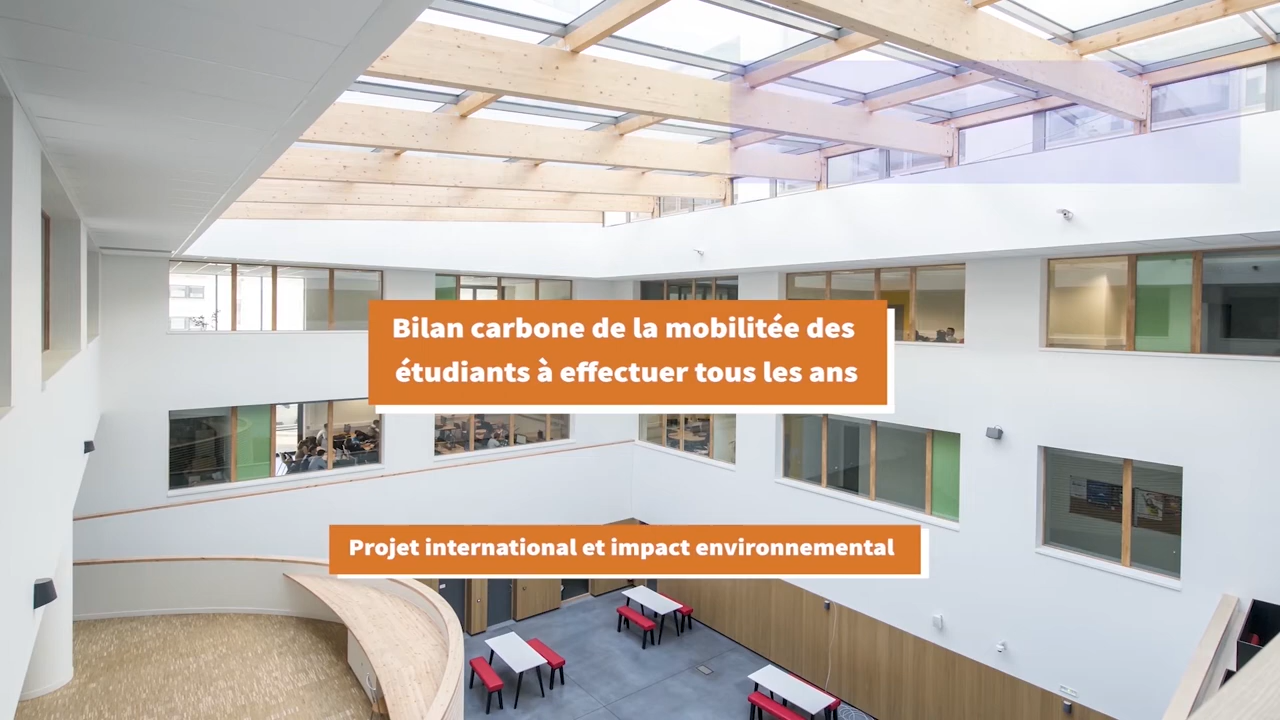 Bilan carbone de la mobilitée des
étudiants à effectuer tous les ans
Projet international et impact environnemental